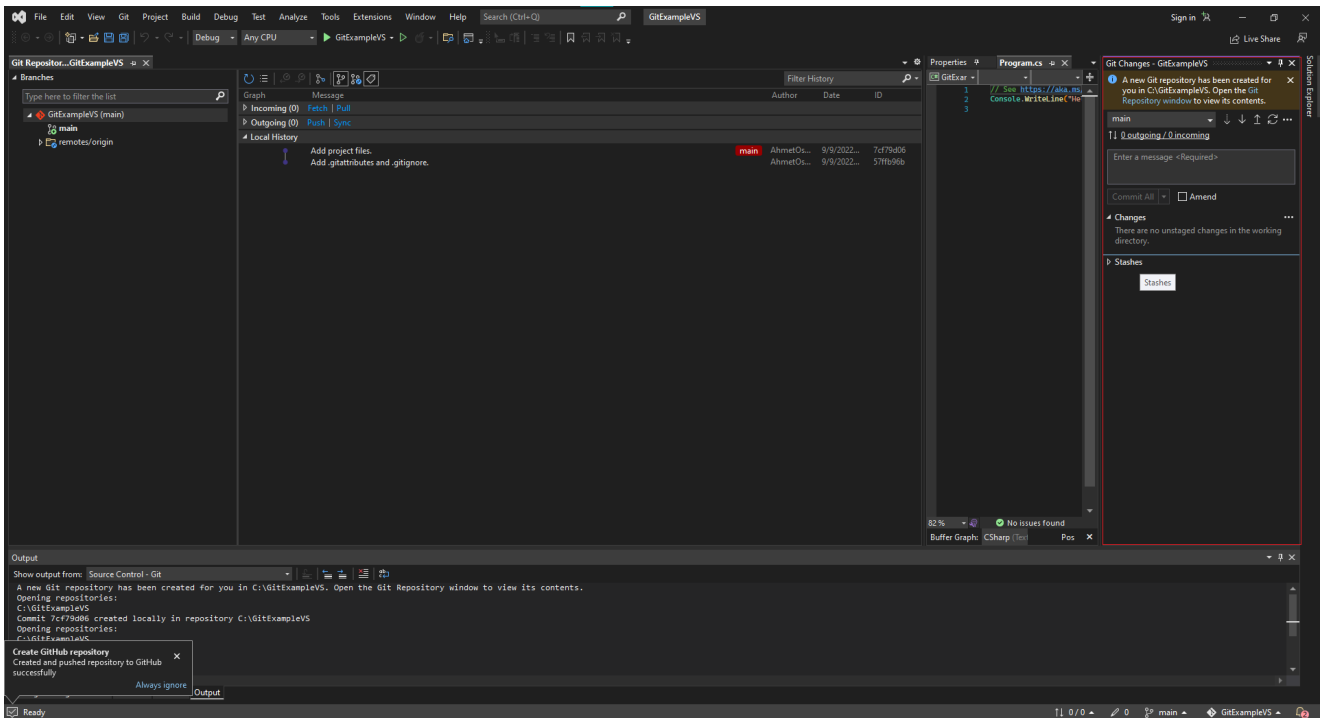 File Edit View Git Project Build Debug Test Analyze Tools Extensions Window Help Search (Ctrl+Q) GitExampleVS Sign in
Debug Any CPU GitExampleVS Live Share
Git Repositor...GitExampleVS
Branches
Type here to filter the list
GitExampleVS (main)
main
remotes/origin
Filter History
Graph Message Author Date ID
Incoming (0) Fetch | Pull
Outgoing (0) Push | Sync
Local History
Add project files. main AhmetOs... 9/9/2022... 7cf79d06
Add .gitattributes and .gitignore. AhmetOs... 9/9/2022... 57ffb96b
Properties Program.cs
GitExar
1 // See https://aka.ms
2 Console.WriteLine("He
3
82 % No issues found
Buffer Graph: CSharp (Text Pos
Git Changes - GitExampleVS
A new Git repository has been created for
you in C:\GitExampleVS. Open the Git
Repository window to view its contents.
main
0 outgoing / 0 incoming
Enter a message <Required>
Commit All Amend
Changes
There are no unstaged changes in the working
directory.
Stashes
Stashes
Solution Explorer
Output
Show output from: Source Control - Git
A new Git repository has been created for you in C:\GitExampleVS. Open the Git Repository window to view its contents.
Opening repositories:
C:\GitExampleVS
Commit 7cf79d06 created locally in repository C:\GitExampleVS
Opening repositories:
C:\GitExampleVS
Create GitHub repository
Created and pushed repository to GitHub
successfully
Always ignore
Output
Ready 0 / 0 0 main GitExampleVS 2